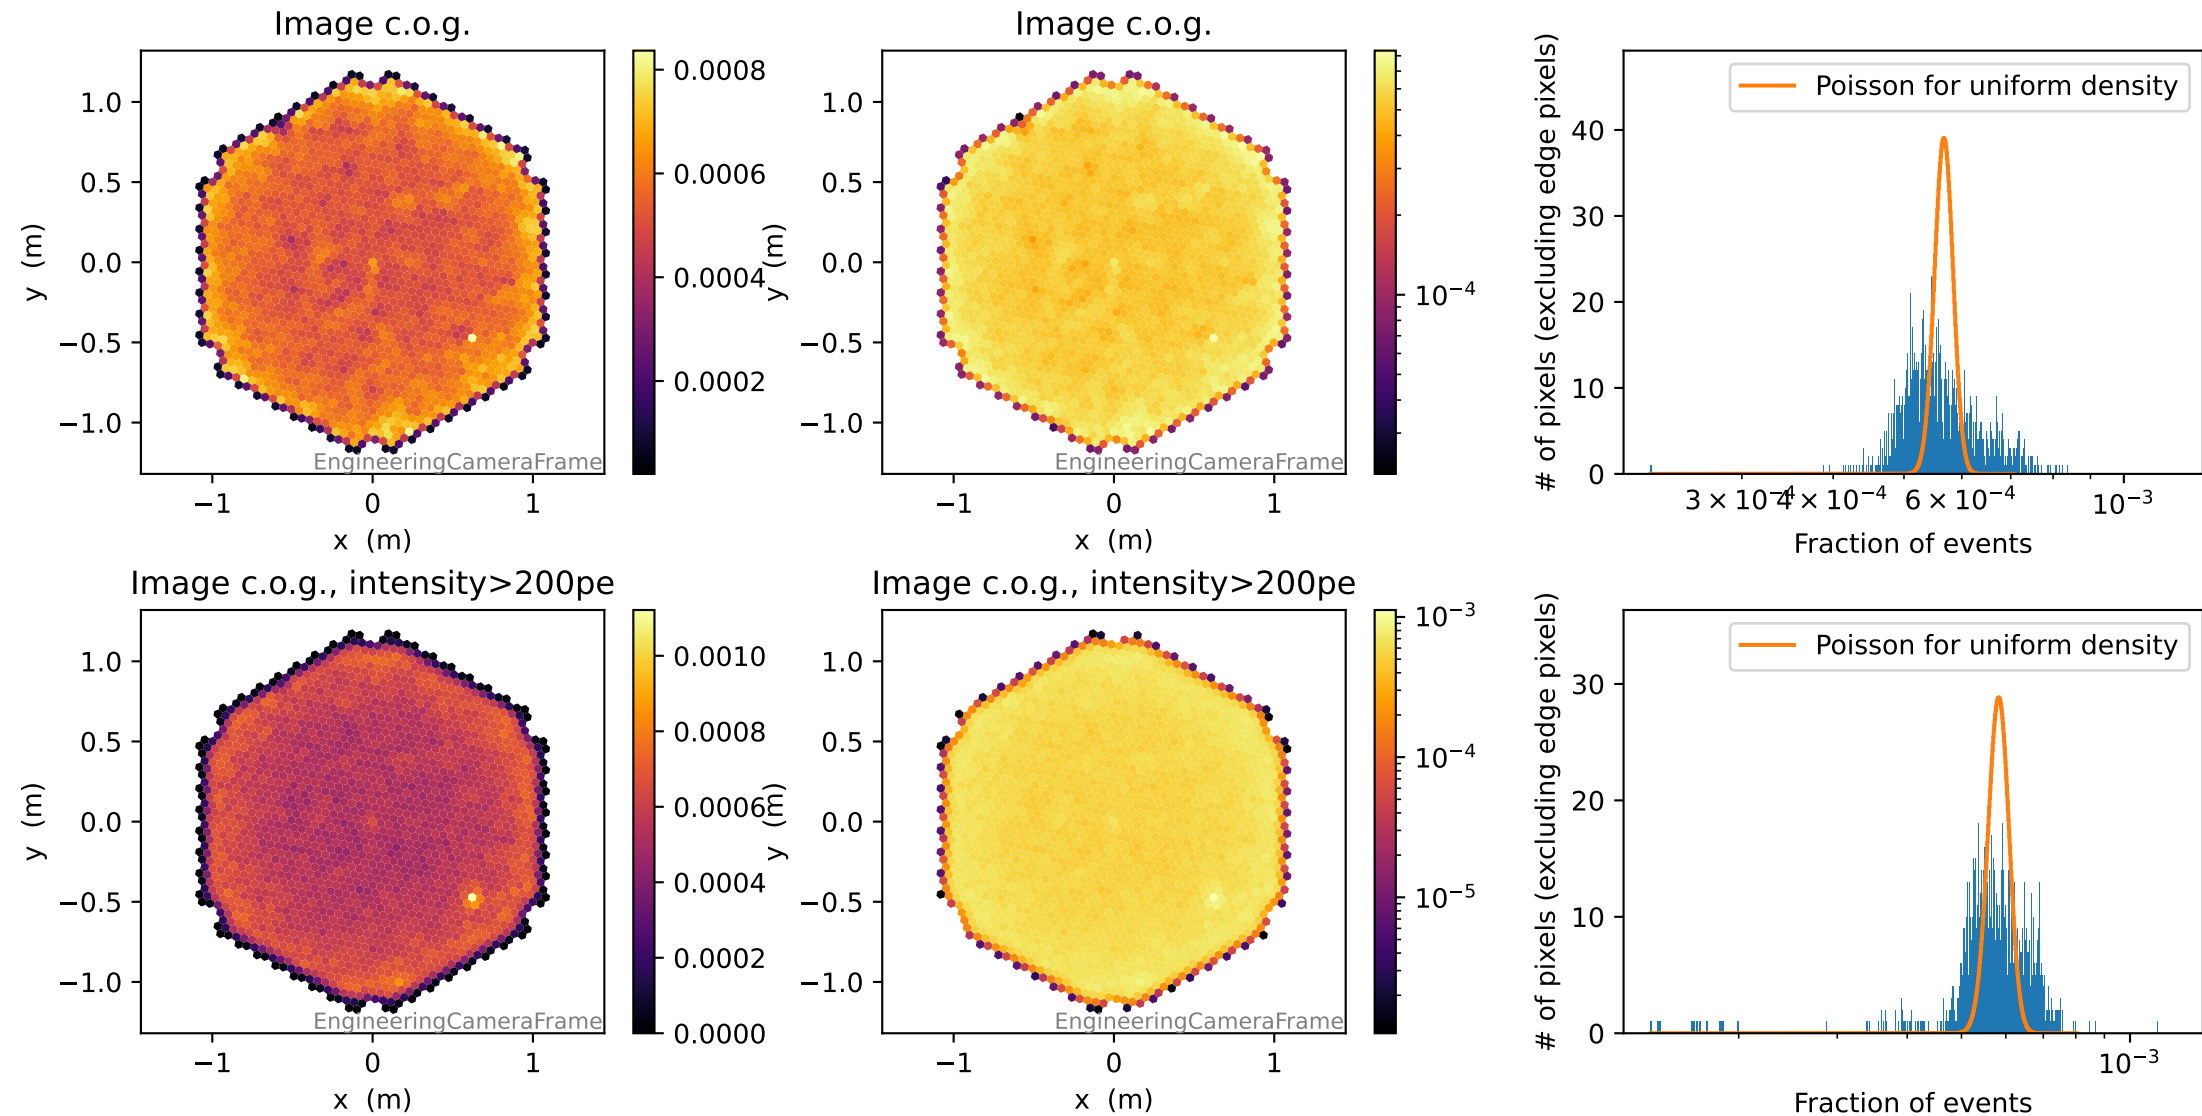 Image c.o.g.
1.0
0.5
0.0
−0.5
−1.0
y (m)
−1
0
1
x (m)
EngineeringCameraFrame
0.0008
0.0006
0.0004
0.0002
Image c.o.g.
1.0
0.5
0.0
−0.5
−1.0
y (m)
−1
0
1
x (m)
EngineeringCameraFrame
10⁻⁴
Poisson for uniform density
40
30
20
10
0
# of pixels (excluding edge pixels)
3 × 10⁻⁴
4 × 10⁻⁴
6 × 10⁻⁴
10⁻³
Fraction of events
Image c.o.g., intensity>200pe
1.0
0.5
0.0
−0.5
−1.0
y (m)
−1
0
1
x (m)
EngineeringCameraFrame
0.0010
0.0008
0.0006
0.0004
0.0002
0.0000
Image c.o.g., intensity>200pe
1.0
0.5
0.0
−0.5
−1.0
y (m)
−1
0
1
x (m)
EngineeringCameraFrame
10⁻³
10⁻⁴
10⁻⁵
Poisson for uniform density
30
20
10
0
# of pixels (excluding edge pixels)
10⁻³
Fraction of events